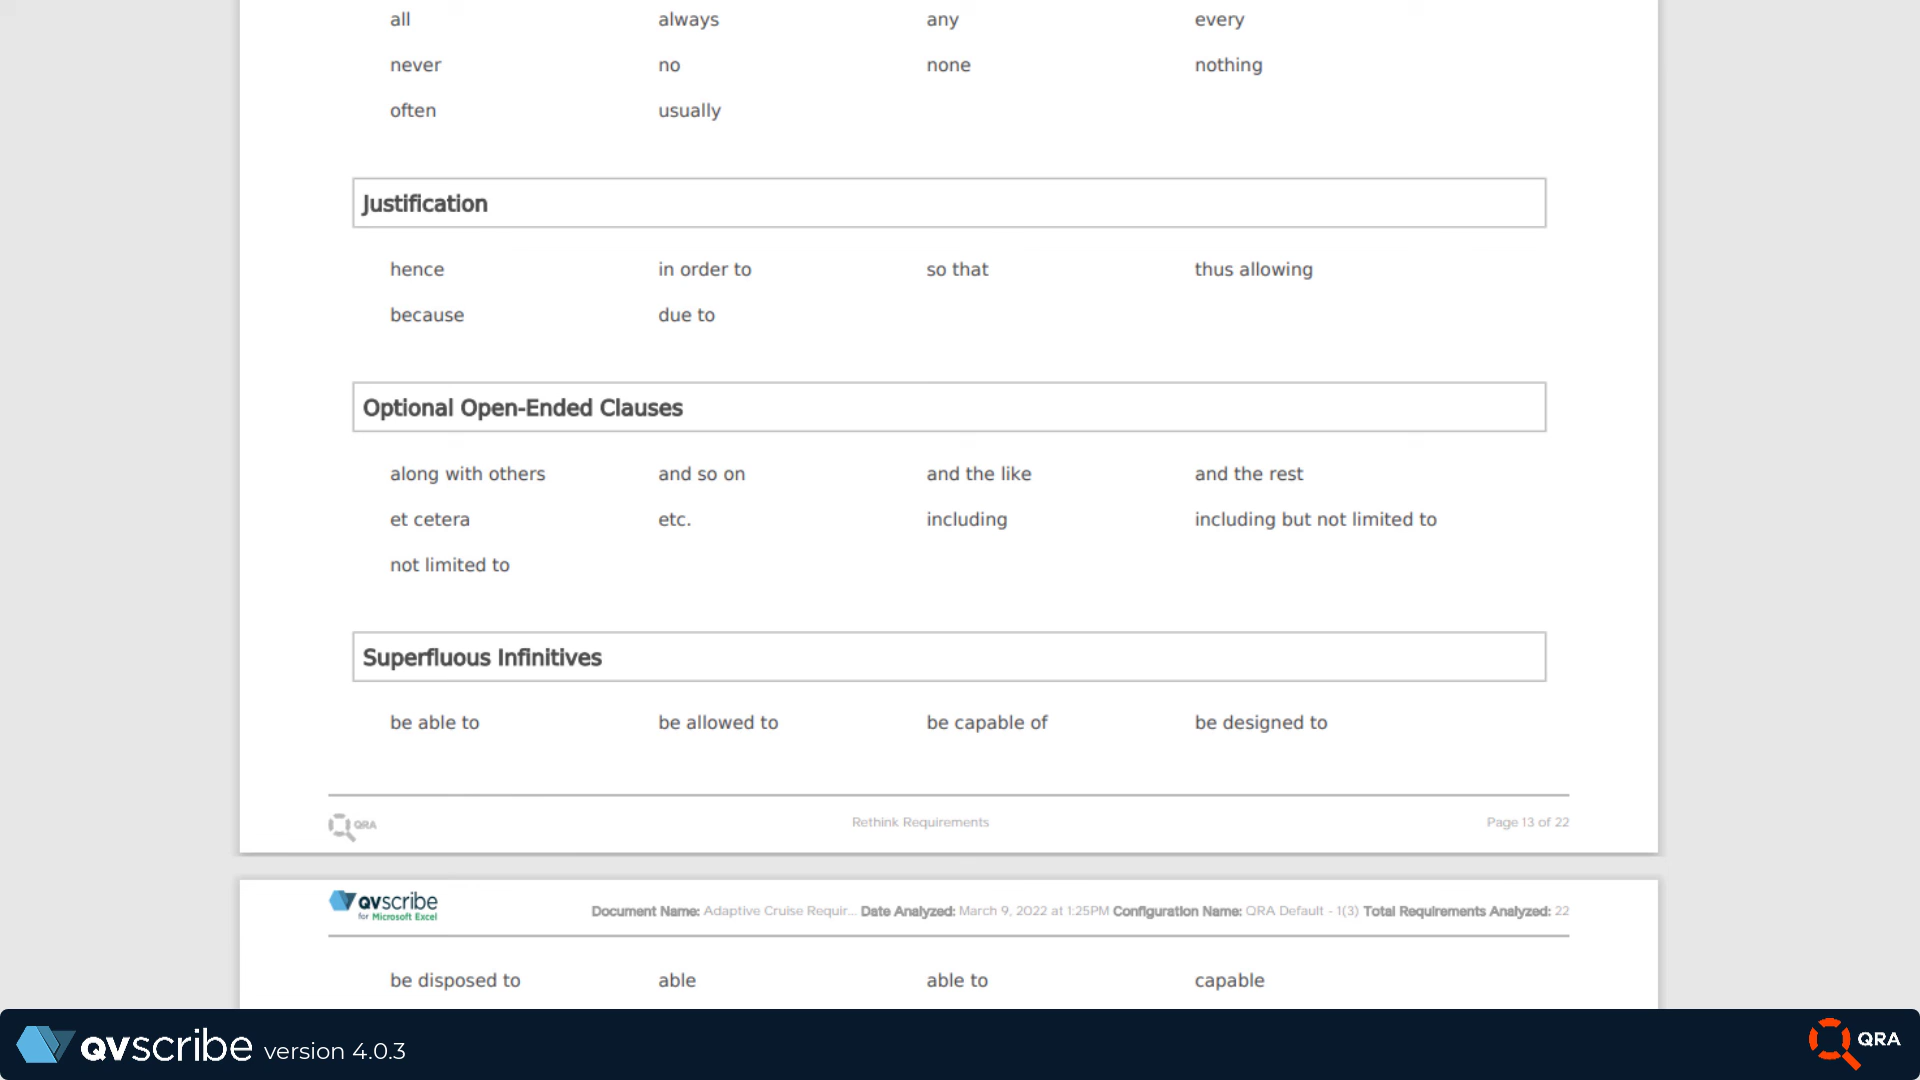 all always any every
never no none nothing
often usually
Justification
hence in order to so that thus allowing
because due to
Optional Open-Ended Clauses
along with others and so on and the like and the rest
et cetera etc. including including but not limited to
not limited to
Superfluous Infinitives
be able to be allowed to be capable of be designed to
QRA Rethink Requirements Page 13 of 22
qvscribe
for Microsoft Excel
Document Name: Adaptive Cruise Requir... Date Analyzed: March 9, 2022 at 1:25PM Configuration Name: QRA Default - 1(3) Total Requirements Analyzed: 22
be disposed to able able to capable
qvscribe version 4.0.3 QRA